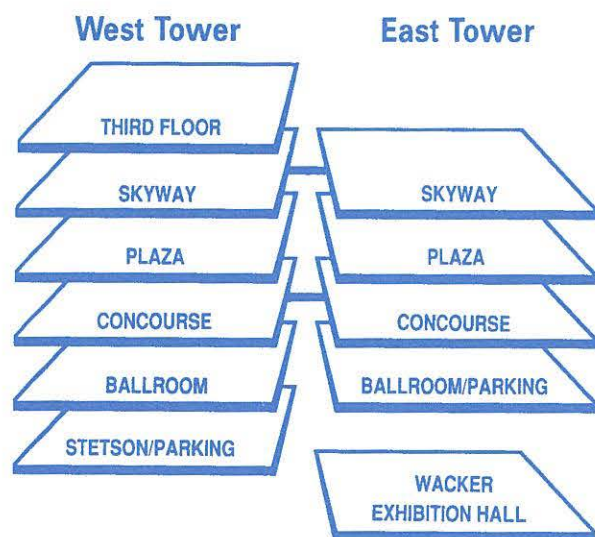 West Tower
East Tower
THIRD FLOOR
SKYWAY
SKYWAY
PLAZA
PLAZA
CONCOURSE
CONCOURSE
BALLROOM
BALLROOM/PARKING
STETSON/PARKING
WACKER
EXHIBITION HALL